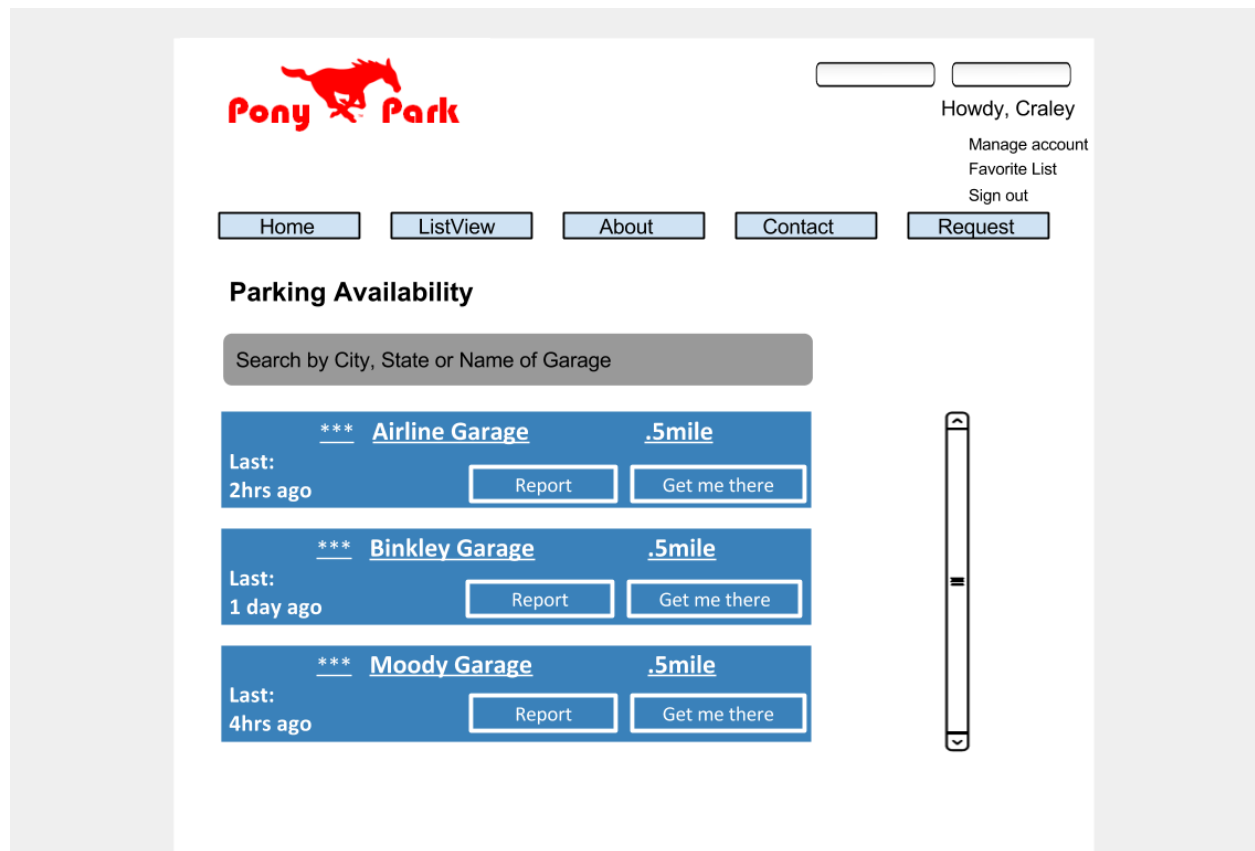 Pony Park
Howdy, Craley
Manage account
Favorite List
Sign out
Home ListView About Contact Request
Parking Availability
Search by City, State or Name of Garage
*** Airline Garage .5mile
Last:
2hrs ago Report Get me there
*** Binkley Garage .5mile
Last:
1 day ago Report Get me there
*** Moody Garage .5mile
Last:
4hrs ago Report Get me there